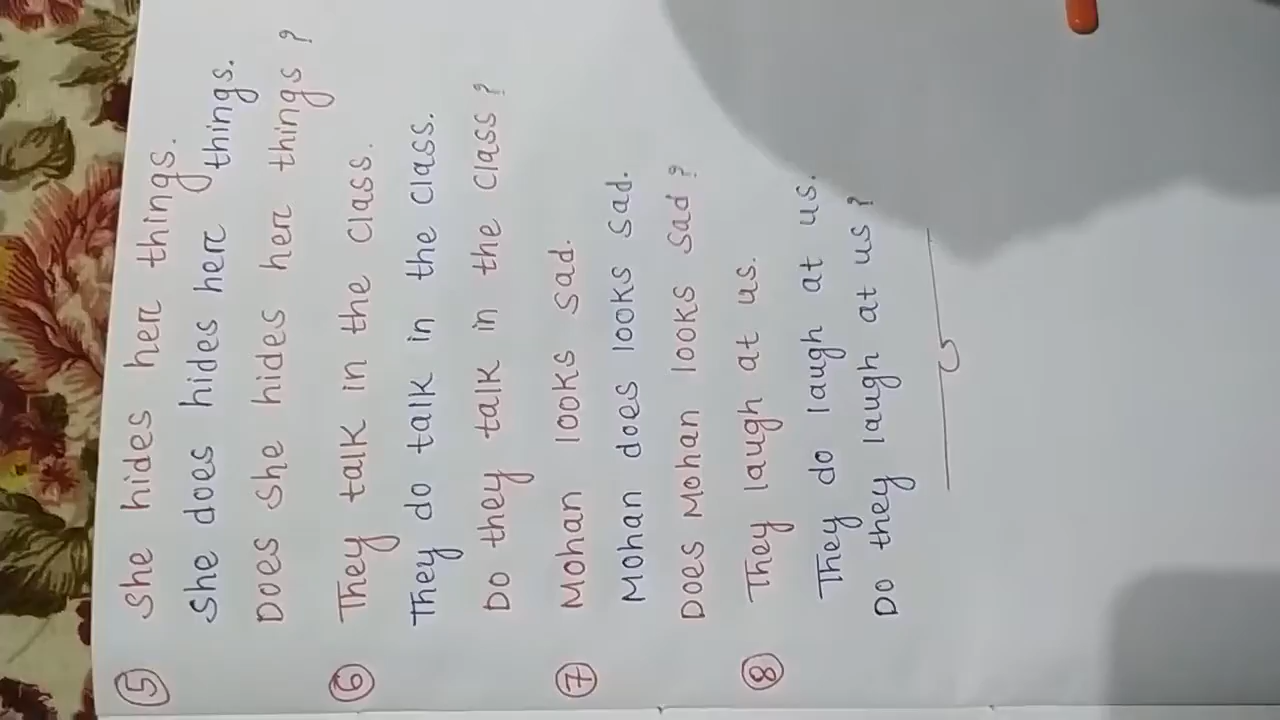 5 She hides her things.
She does hides her things.
Does she hides her things?
6 They talk in the class.
They do talk in the class.
Do they talk in the class?
7 Mohan looks sad.
Mohan does looks sad.
Does Mohan looks sad?
8 They laugh at us.
They do laugh at us.
Do they laugh at us?